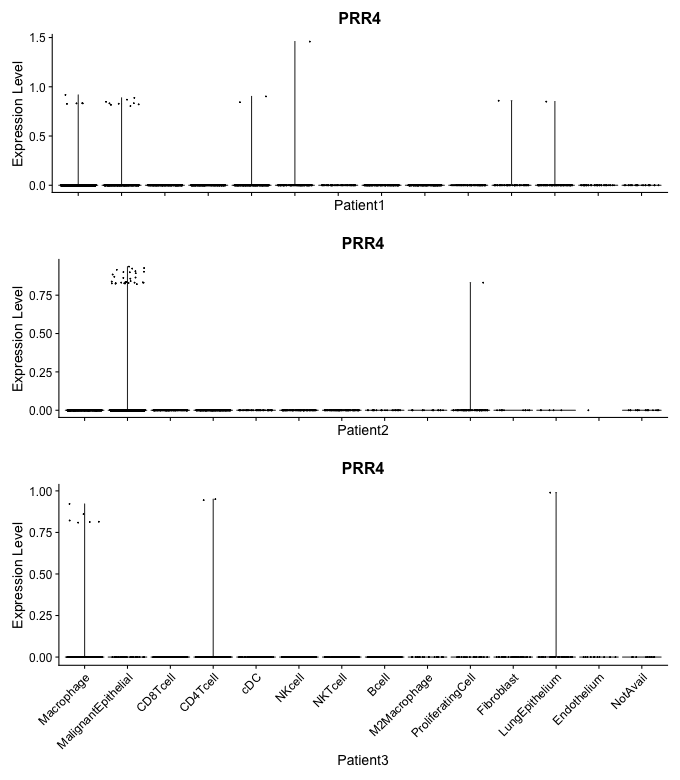 PRR4
Expression Level
1.5
1.0
0.5
0.0
Patient1
PRR4
Expression Level
0.75
0.50
0.25
0.00
Patient2
PRR4
Expression Level
1.00
0.75
0.50
0.25
0.00
Macrophage
MalignantEpithelial
CD8Tcell
CD4Tcell
cDC
NKcell
NKTcell
Bcell
M2Macrophage
ProliferatingCell
Fibroblast
LungEpithelium
Endothelium
NotAvail
Patient3